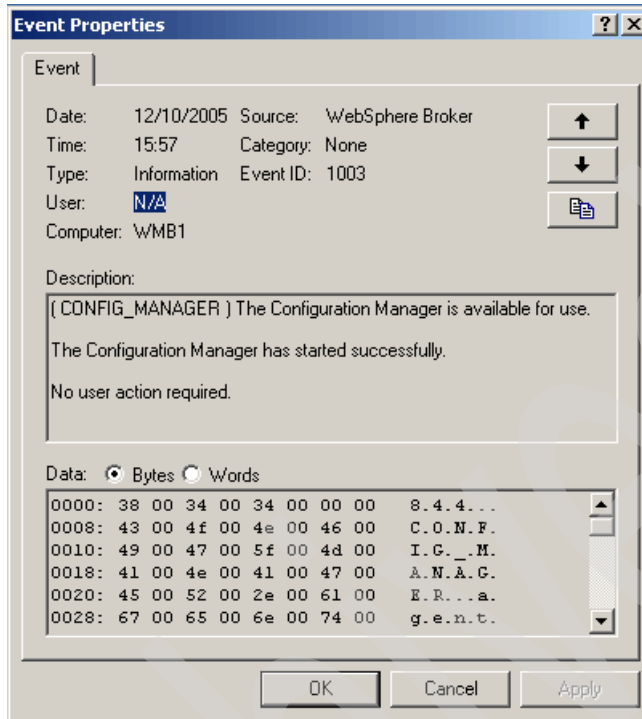 Event Properties
Event
Date: 12/10/2005 Source: WebSphere Broker
Time: 15:57 Category: None
Type: Information Event ID: 1003
User: N/A
Computer: WMB1
Description:
( CONFIG_MANAGER ) The Configuration Manager is available for use.
The Configuration Manager has started successfully.
No user action required.
Data: Bytes Words
0000: 38 00 34 00 34 00 00 00 8.4.4...
0008: 43 00 4f 00 4e 00 46 00 C.O.N.F.
0010: 49 00 47 00 5f 00 4d 00 I.G._.M.
0018: 41 00 4e 00 41 00 47 00 A.N.A.G.
0020: 45 00 52 00 2e 00 61 00 E.R...a.
0028: 67 00 65 00 6e 00 74 00 g.e.n.t.
OK Cancel Apply